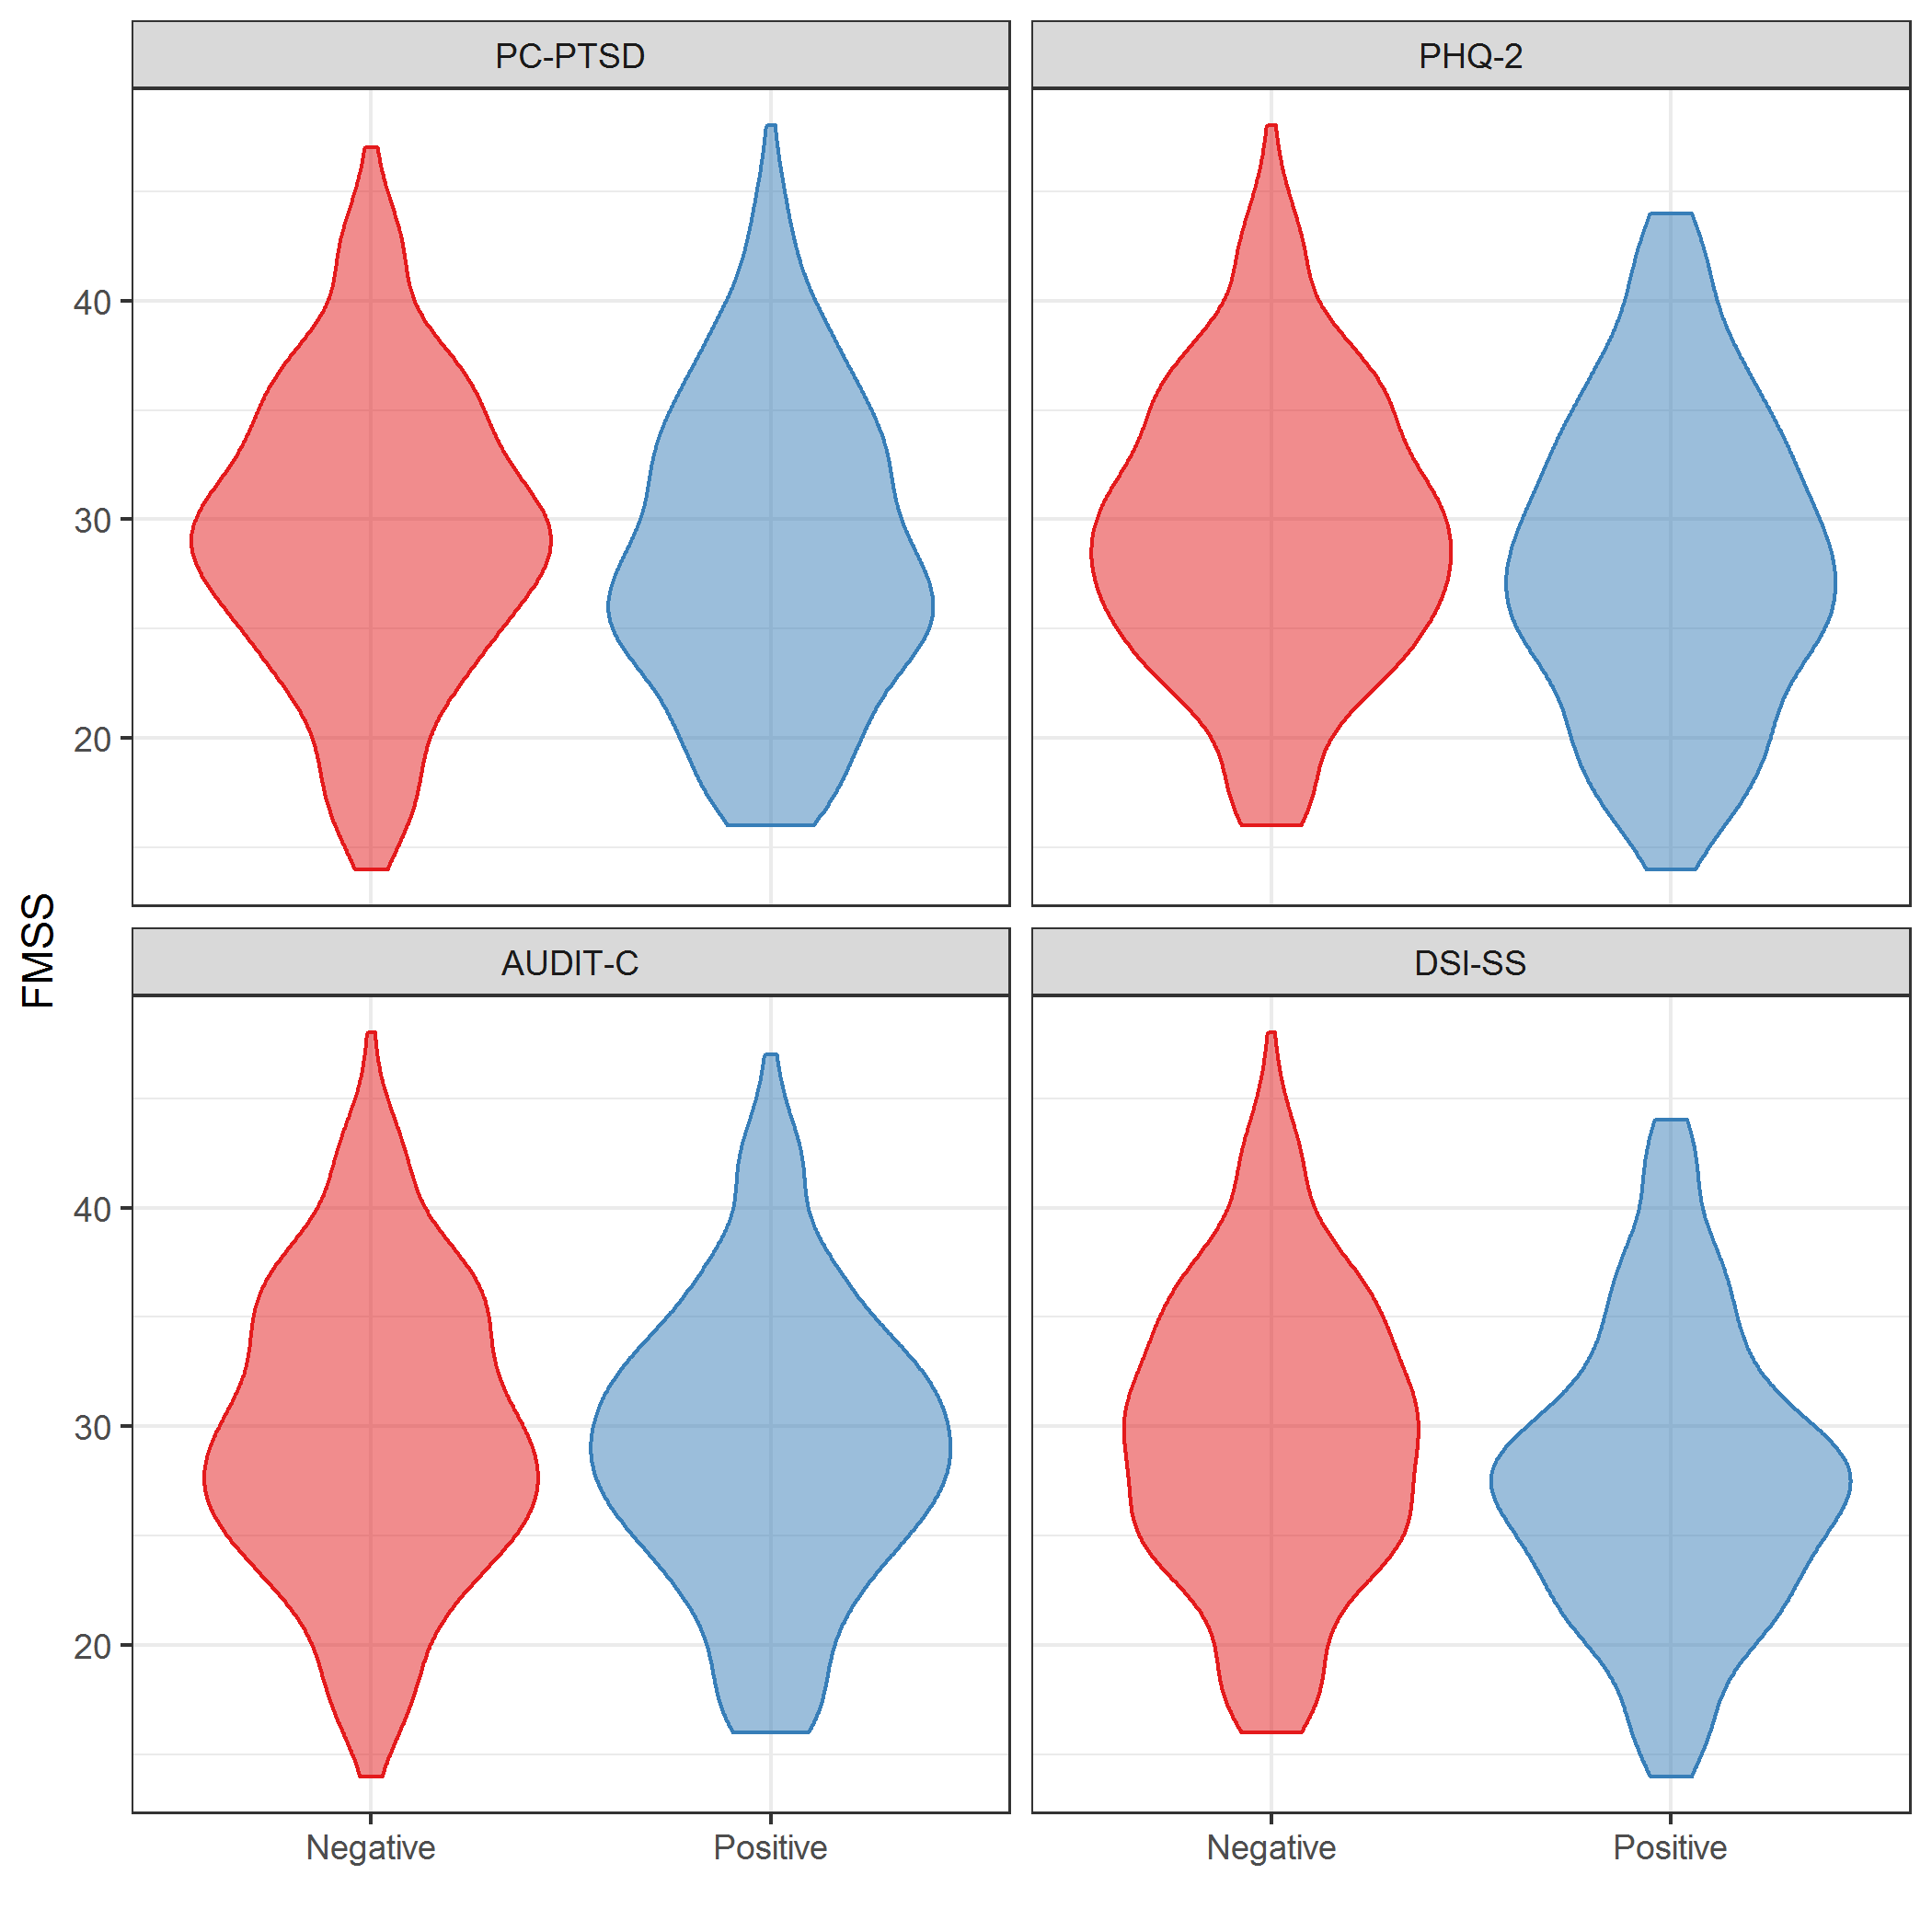 PC-PTSD
PHQ-2
40
30
20
FMSS
AUDIT-C
DSI-SS
40
30
20
Negative
Positive
Negative
Positive